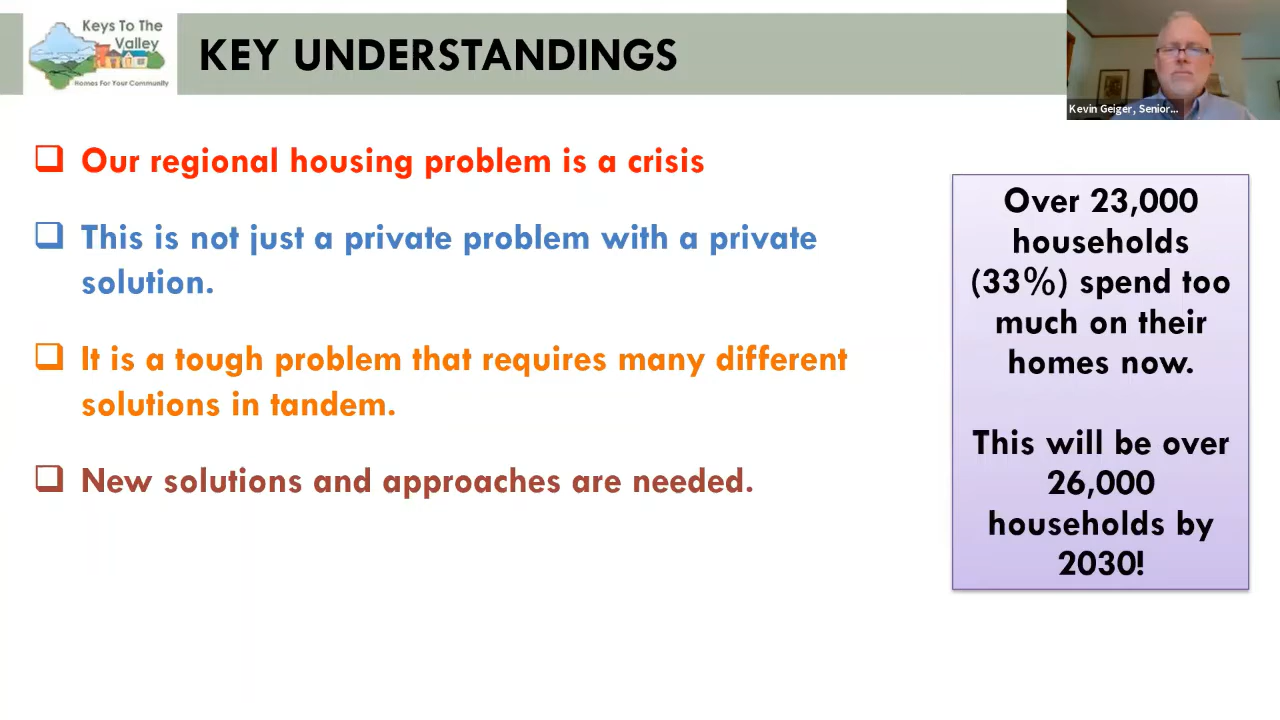 Keys To The
Valley
Homes For Your Community
KEY UNDERSTANDINGS
Kevin Geiger, Senior...
Our regional housing problem is a crisis
This is not just a private problem with a private
solution.
It is a tough problem that requires many different
solutions in tandem.
New solutions and approaches are needed.
Over 23,000
households
(33%) spend too
much on their
homes now.
This will be over
26,000
households by
2030!